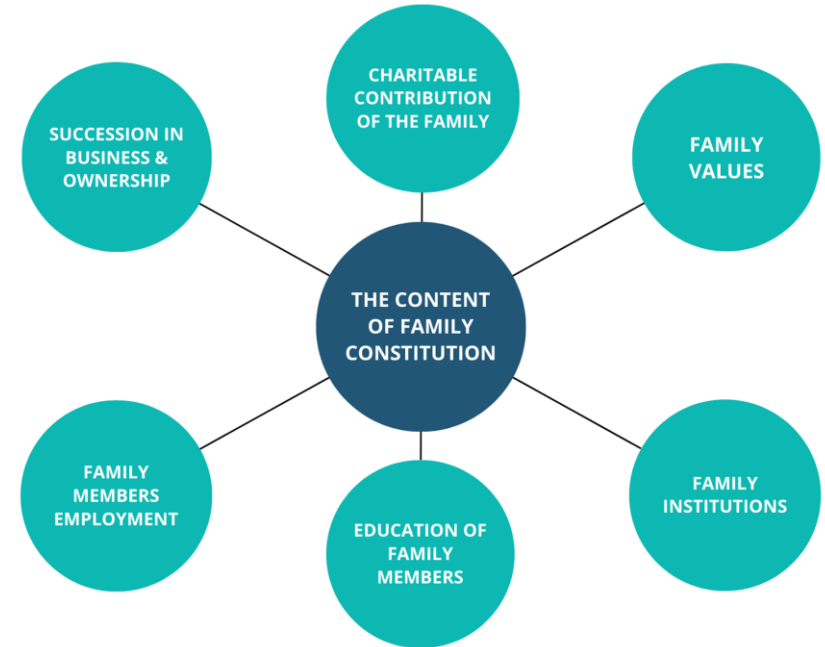 CHARITABLE
CONTRIBUTION
OF THE FAMILY
SUCCESSION IN
BUSINESS &
OWNERSHIP
FAMILY
VALUES
THE CONTENT
OF FAMILY
CONSTITUTION
FAMILY
MEMBERS
EMPLOYMENT
EDUCATION OF
FAMILY
MEMBERS
FAMILY
INSTITUTIONS